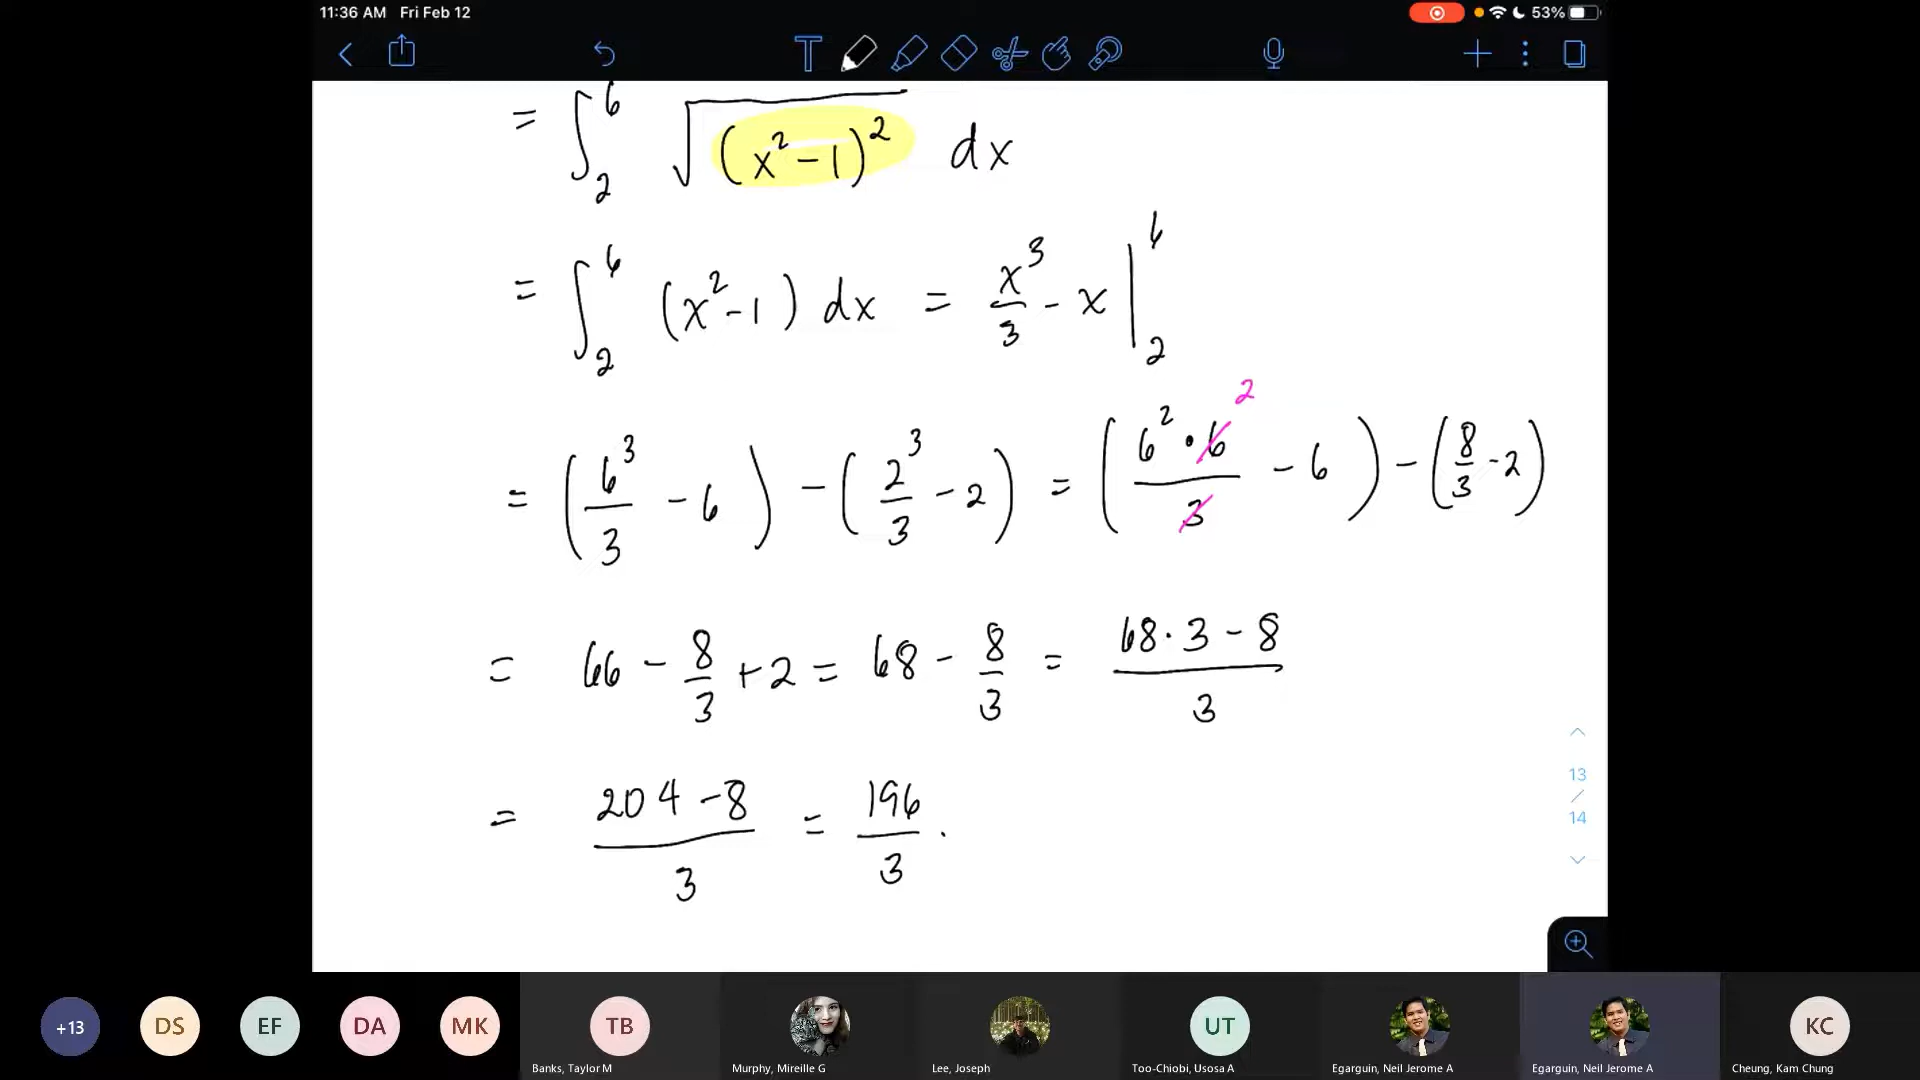 11:36 AM Fri Feb 12 53%
T
= ∫₂⁶ √(x²-1)² dx
= ∫₂⁶ (x²-1) dx = x³/3 - x |₂⁶
= (6³/3 - 6) - (2³/3 - 2) = (6²·6/3 - 6) - (8/3 - 2)
2
= 66 - 8/3 + 2 = 68 - 8/3 = 68·3 - 8/3
= 204 - 8/3 = 196/3 .
13
/
14
+13 DS EF DA MK TB UT KC
Banks, Taylor M Murphy, Mireille G Lee, Joseph Too-Chiobi, Usosa A Egarguin, Neil Jerome A Egarguin, Neil Jerome A Cheung, Kam Chung